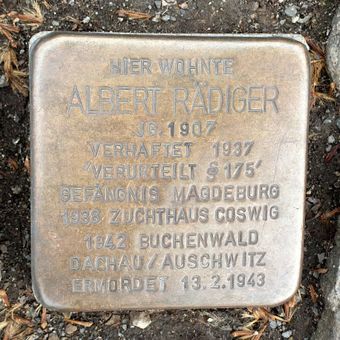 HIER WOHNTE
ALBERT RÄDIGER
JG. 1907
VERHAFTET 1937
'VERURTEILT § 175'
GEFÄNGNIS MAGDEBURG
1938 ZUCHTHAUS COSWIG
1942 BUCHENWALD
DACHAU/AUSCHWITZ
ERMORDET 13.2.1943